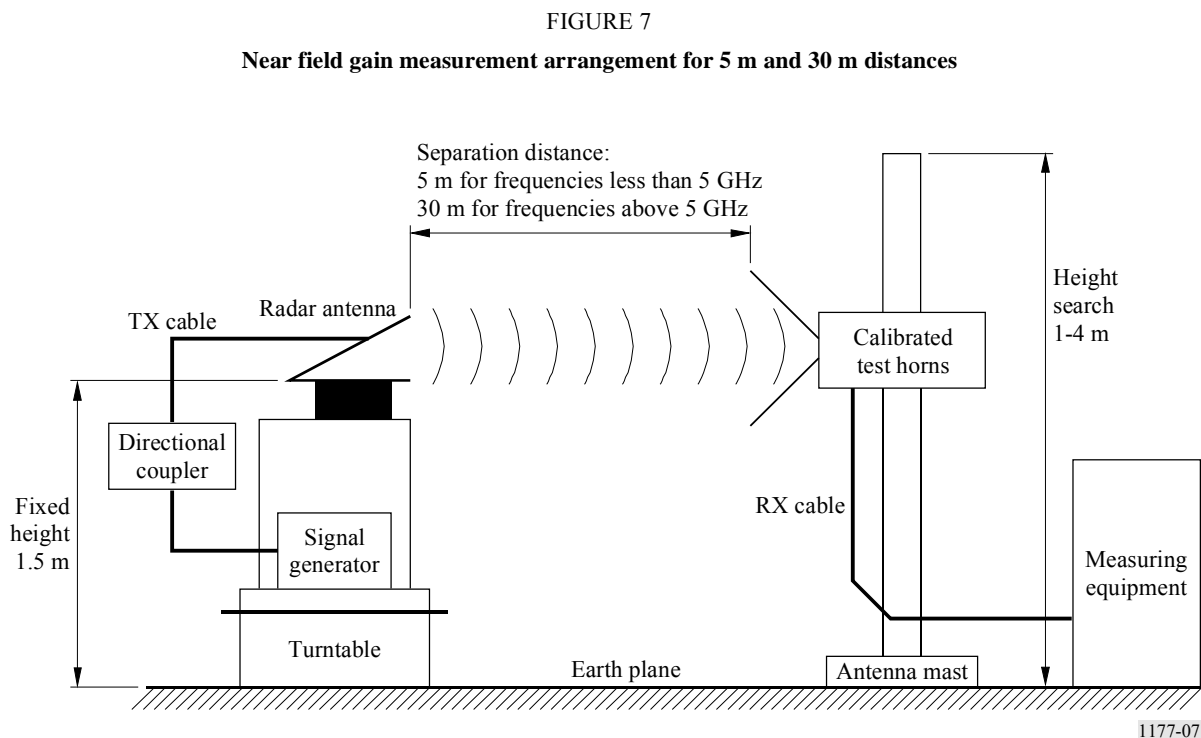 FIGURE 7
Near field gain measurement arrangement for 5 m and 30 m distances
Separation distance:
5 m for frequencies less than 5 GHz
30 m for frequencies above 5 GHz
Radar antenna
TX cable
Height
search
1-4 m
Calibrated
test horns
Directional
coupler
Fixed
height
1.5 m
RX cable
Signal
generator
Measuring
equipment
Turntable
Earth plane
Antenna mast
1177-07